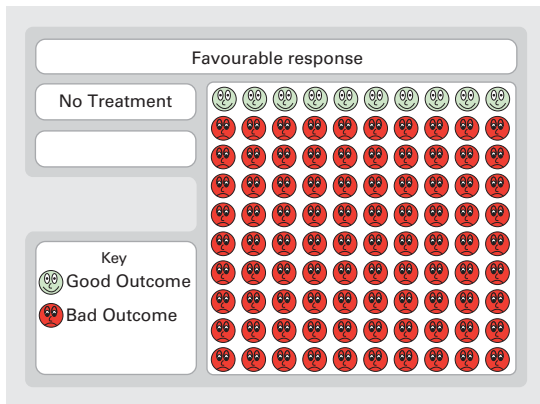 Favourable response
No Treatment
Key
Good Outcome
Bad Outcome